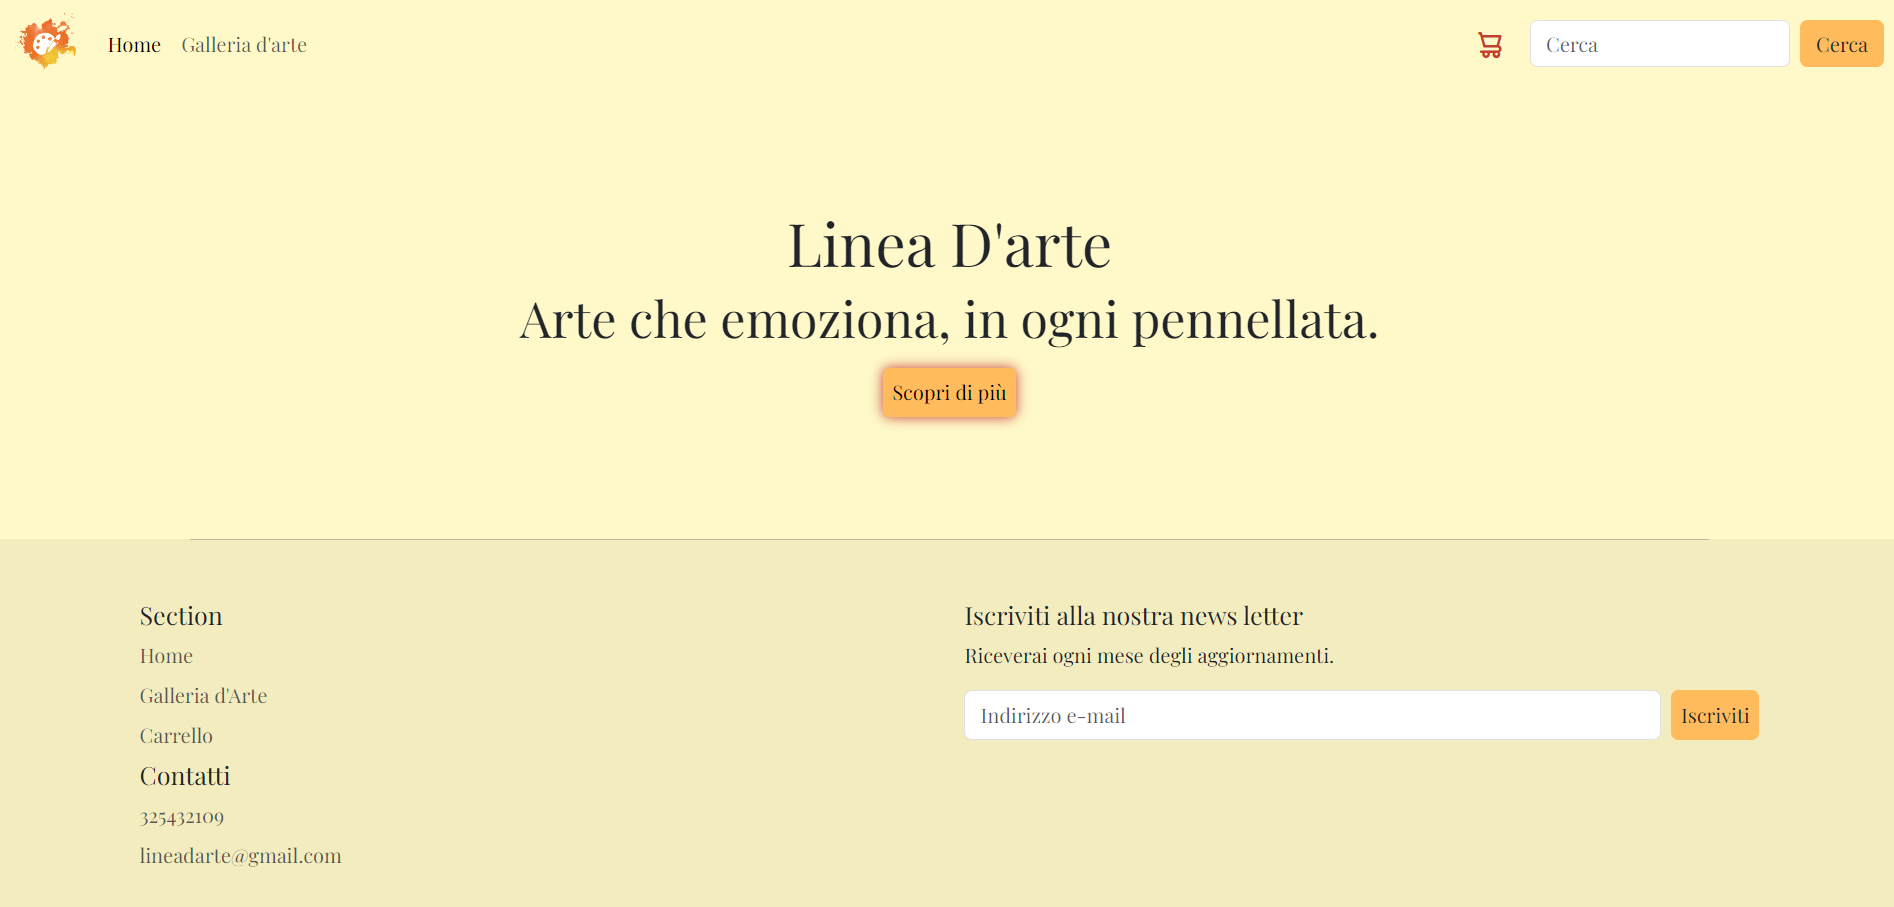 Home Galleria d'arte Cerca Cerca
Linea D'arte
Arte che emoziona, in ogni pennellata.
Scopri di più
Section
Home
Galleria d'Arte
Carrello
Contatti
325432109
lineadarte@gmail.com
Iscriviti alla nostra news letter
Riceverai ogni mese degli aggiornamenti.
Indirizzo e-mail Iscriviti